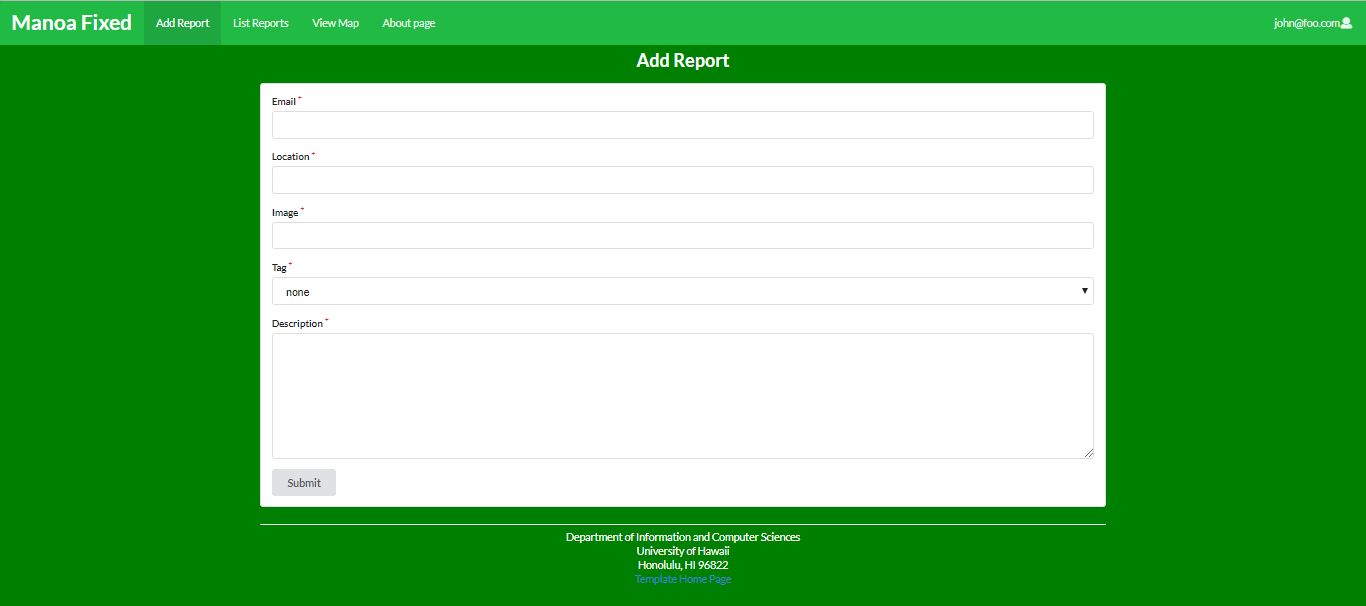 Manoa Fixed Add Report List Reports View Map About page john@foo.com
Add Report
Email *
Location *
Image *
Tag *
none
Description *
Submit
Department of Information and Computer Sciences
University of Hawaii
Honolulu, HI 96822
Template Home Page